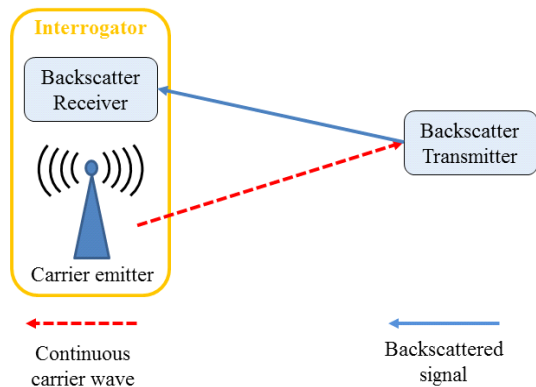 Interrogator
Backscatter
Receiver
Backscatter
Transmitter
Carrier emitter
Continuous
carrier wave
Backscattered
signal